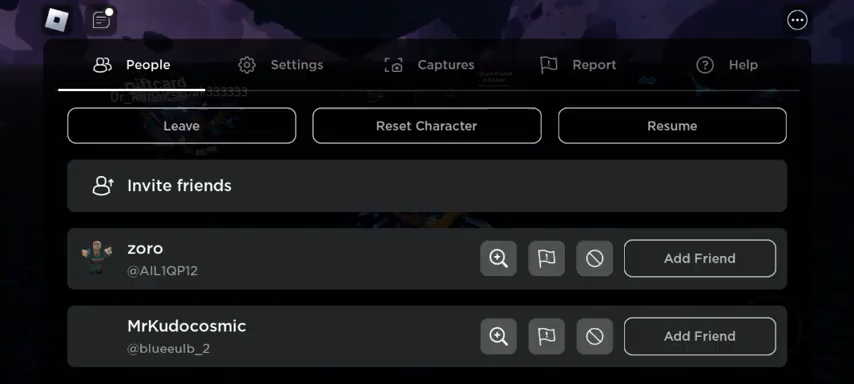 People
Settings
Captures
Report
Help
Leave
Reset Character
Resume
Invite friends
zoro
@AIL1QP12
Add Friend
MrKudocosmic
@blueeulb_2
Add Friend